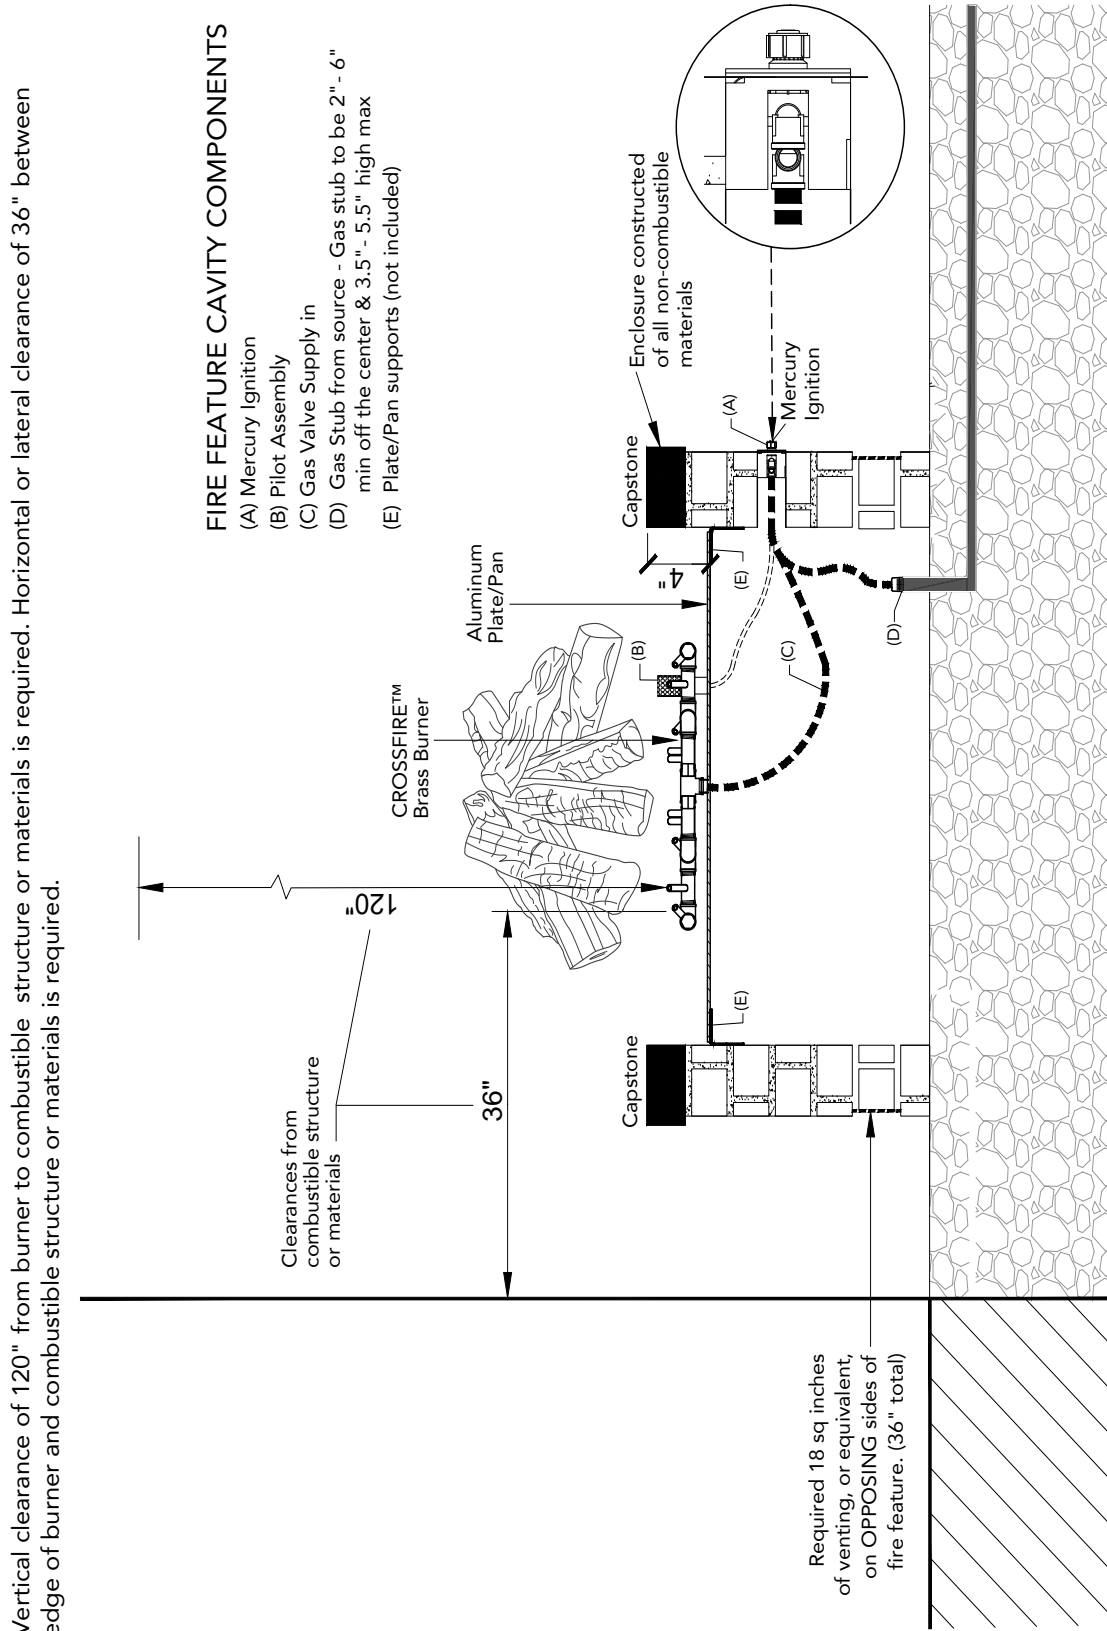 Vertical clearance of 120" from burner to combustible structure or materials is required. Horizontal or lateral clearance of 36" between
edge of burner and combustible structure or materials is required.
FIRE FEATURE CAVITY COMPONENTS
(A) Mercury Ignition
(B) Pilot Assembly
(C) Gas Valve Supply in
(D) Gas Stub from source - Gas stub to be 2" - 6"
min off the center & 3.5" - 5.5" high max
(E) Plate/Pan supports (not included)
Clearances from
combustible structure
or materials
120"
36"
CROSSFIRE™
Brass Burner
Aluminum
Plate/Pan
4"
Capstone
Capstone
Enclosure constructed
of all non-combustible
materials
(A)
Mercury
Ignition
(B)
(C)
(D)
(E)
(E)
Required 18 sq inches
of venting, or equivalent,
on OPPOSING sides of
fire feature. (36" total)